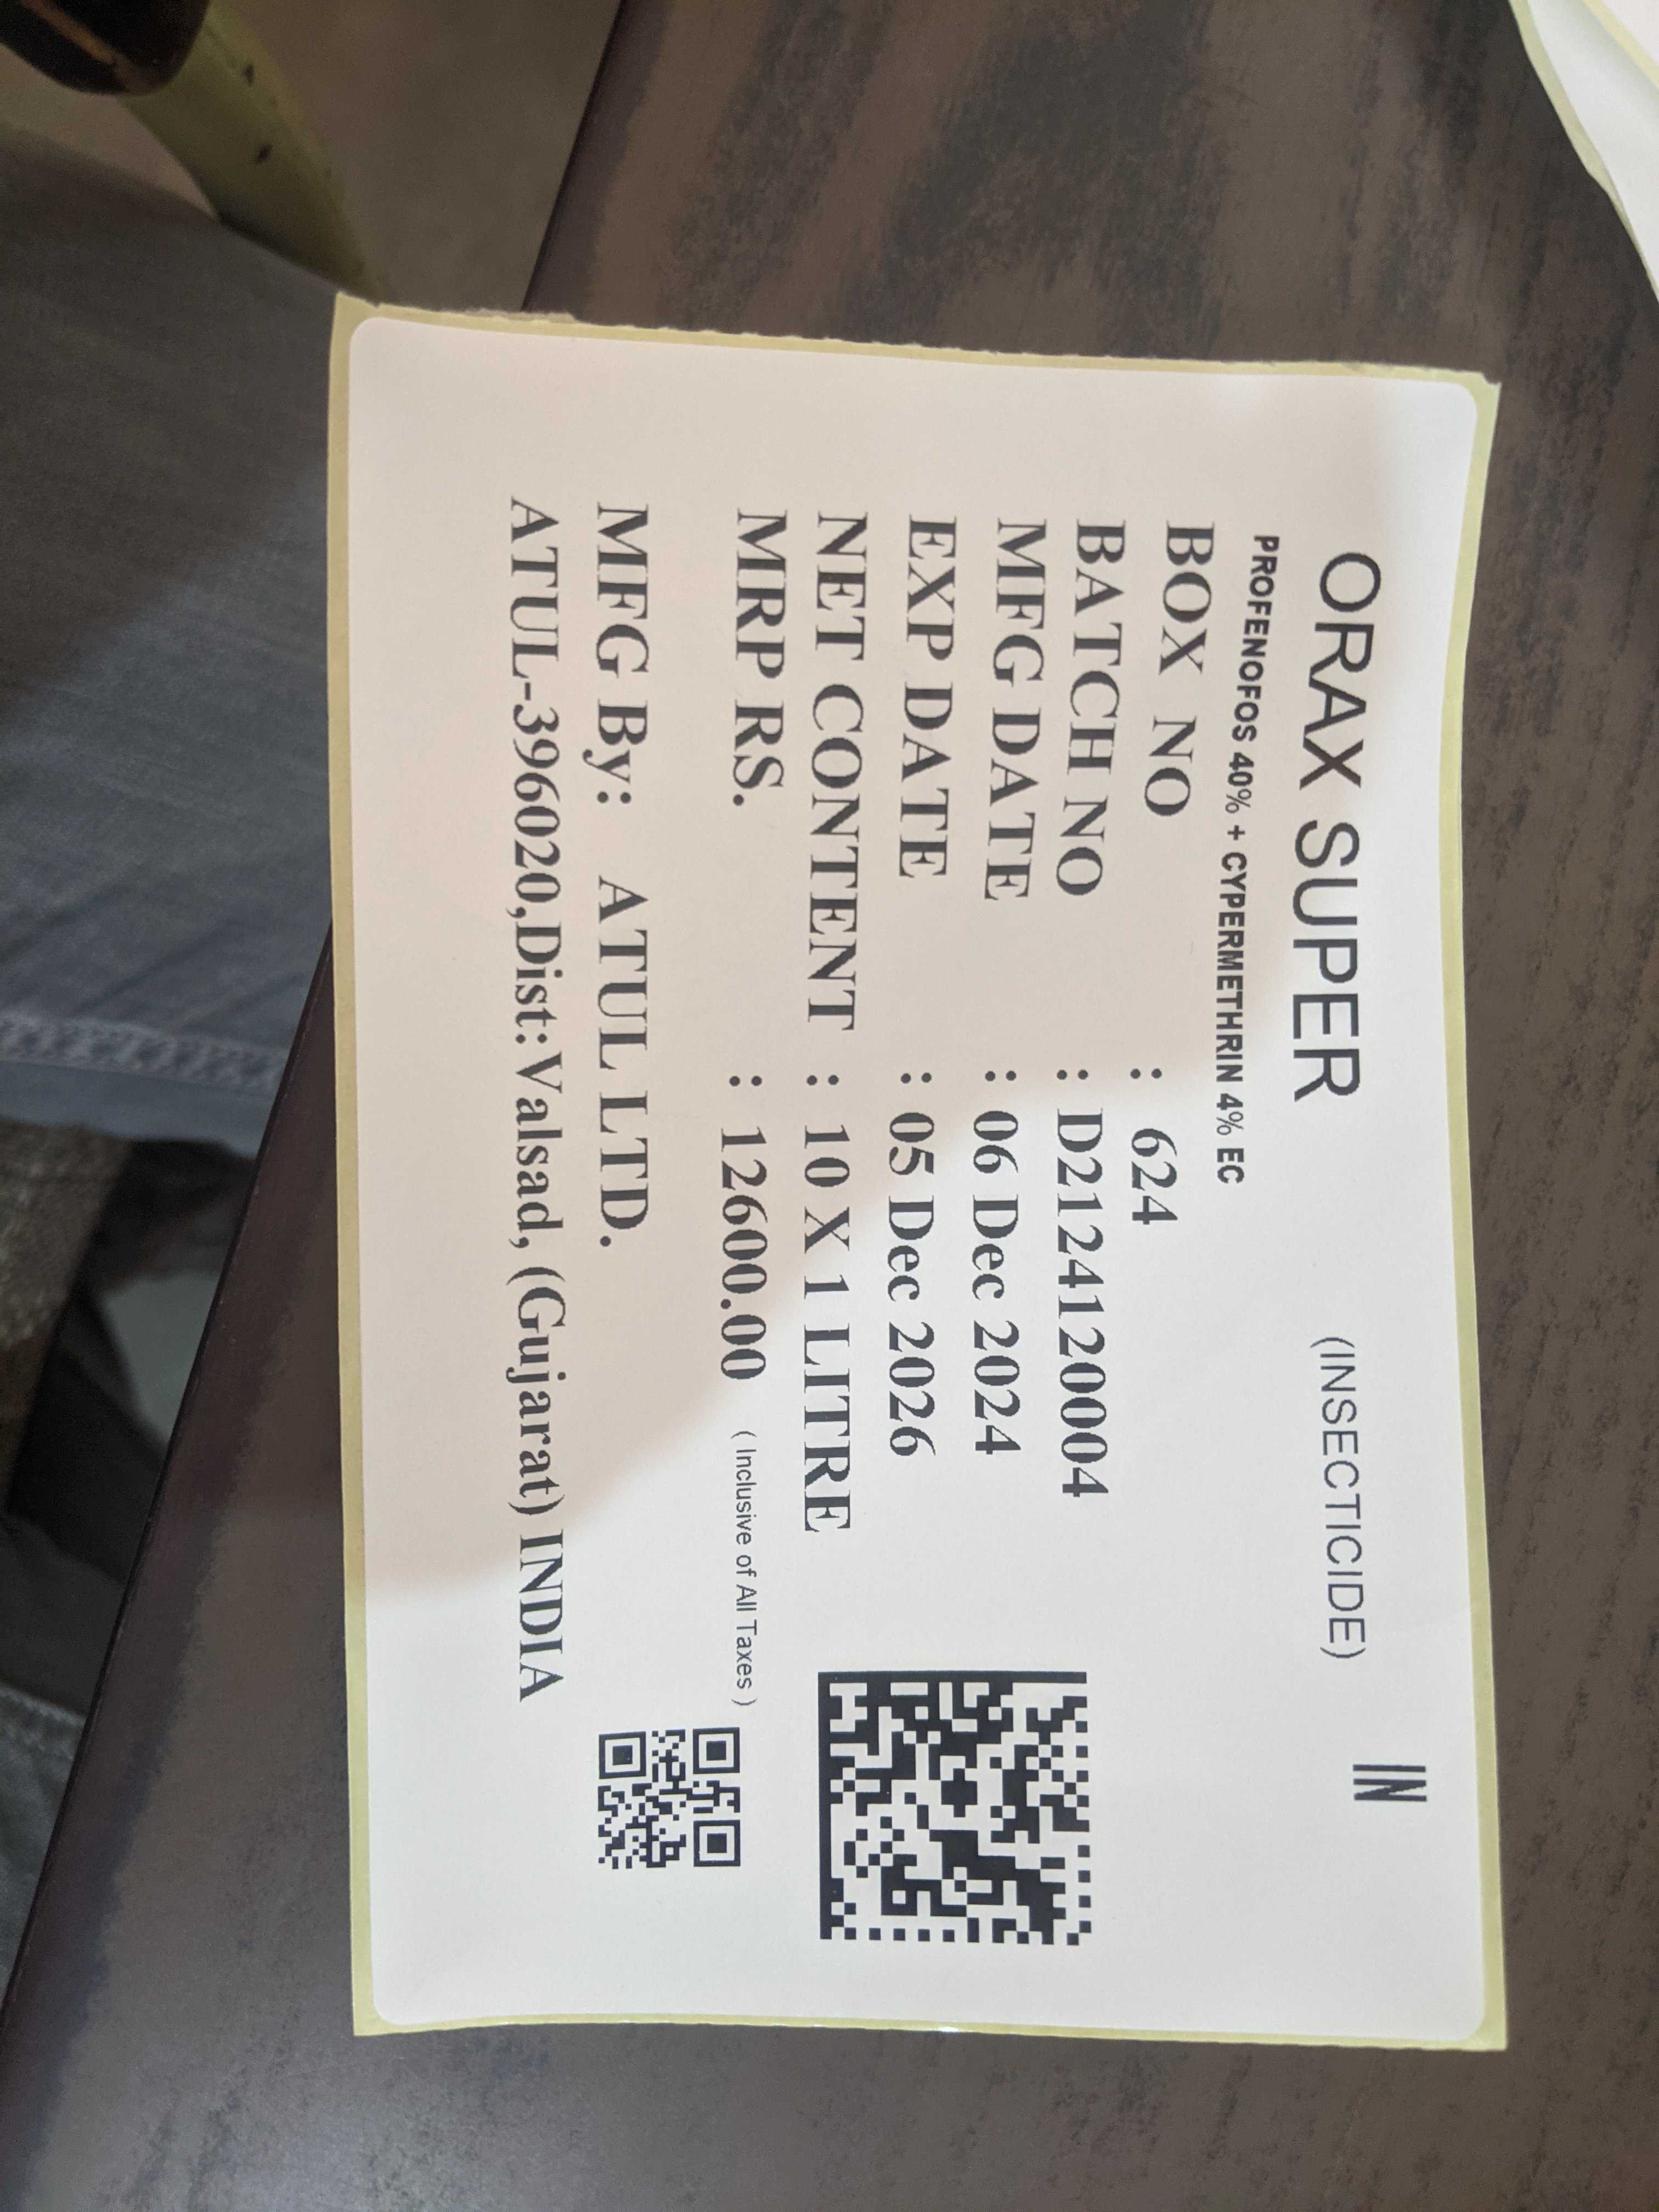 IN
ORAX SUPER (INSECTICIDE)
PROFENOFOS 40% + CYPERMETHRIN 4% EC
BOX NO : 624
BATCH NO : D2124120004
MFG DATE : 06 Dec 2024
EXP DATE : 05 Dec 2026
NET CONTENT : 10 X 1 LITRE
MRP RS. : 12600.00 ( Inclusive of All Taxes )
MFG By: ATUL LTD.
ATUL-396020,Dist:Valsad, (Gujarat) INDIA